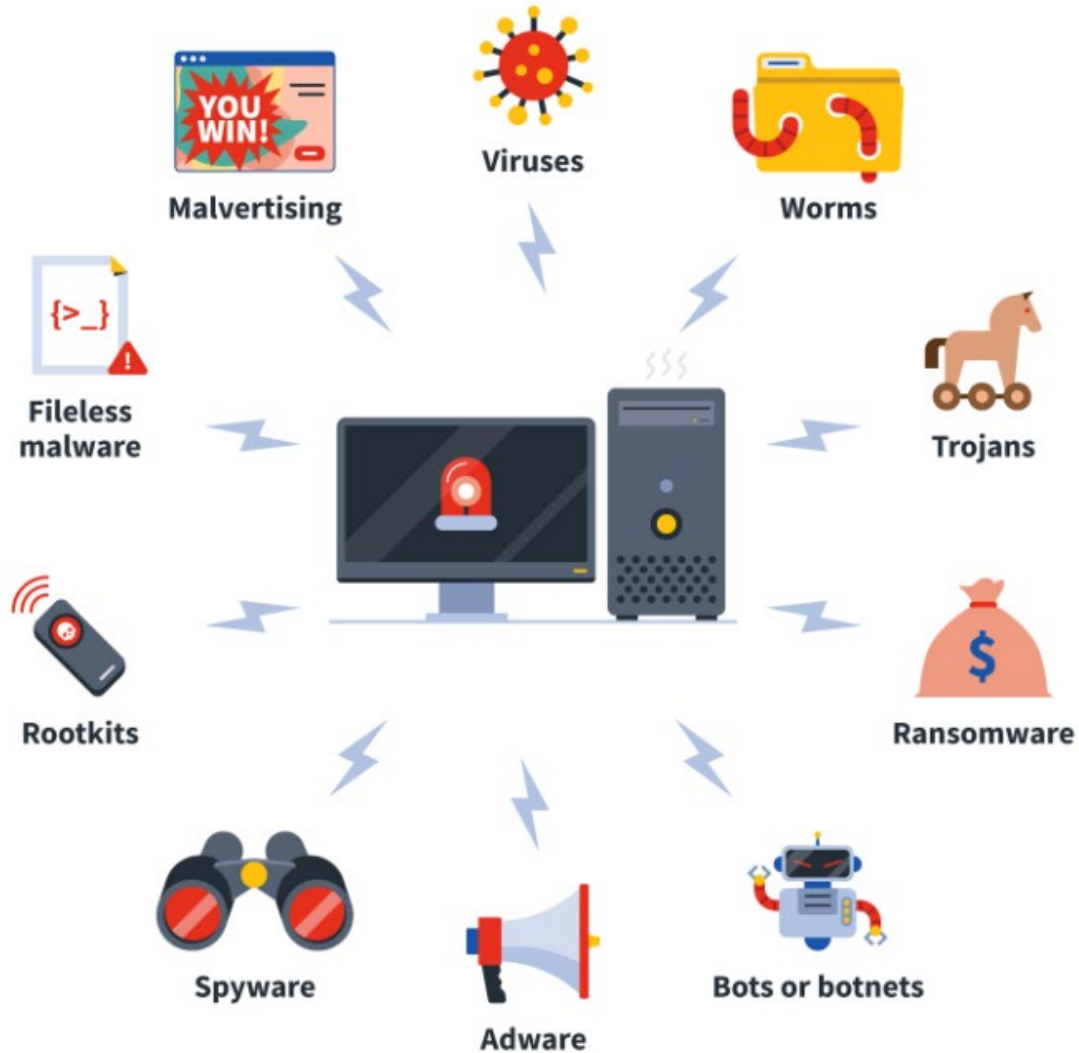 YOU
WIN!
Malvertising
Viruses
Worms
{>_}
!
Fileless
malware
Trojans
Rootkits
$
Ransomware
Spyware
Adware
Bots or botnets